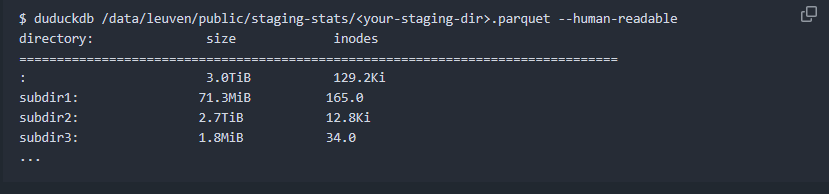 $ duduckdb /data/leuven/public/staging-stats/<your-staging-dir>.parquet --human-readable
directory: size inodes
================================================================================
: 3.0TiB 129.2Ki
subdir1: 71.3MiB 165.0
subdir2: 2.7TiB 12.8Ki
subdir3: 1.8MiB 34.0
...